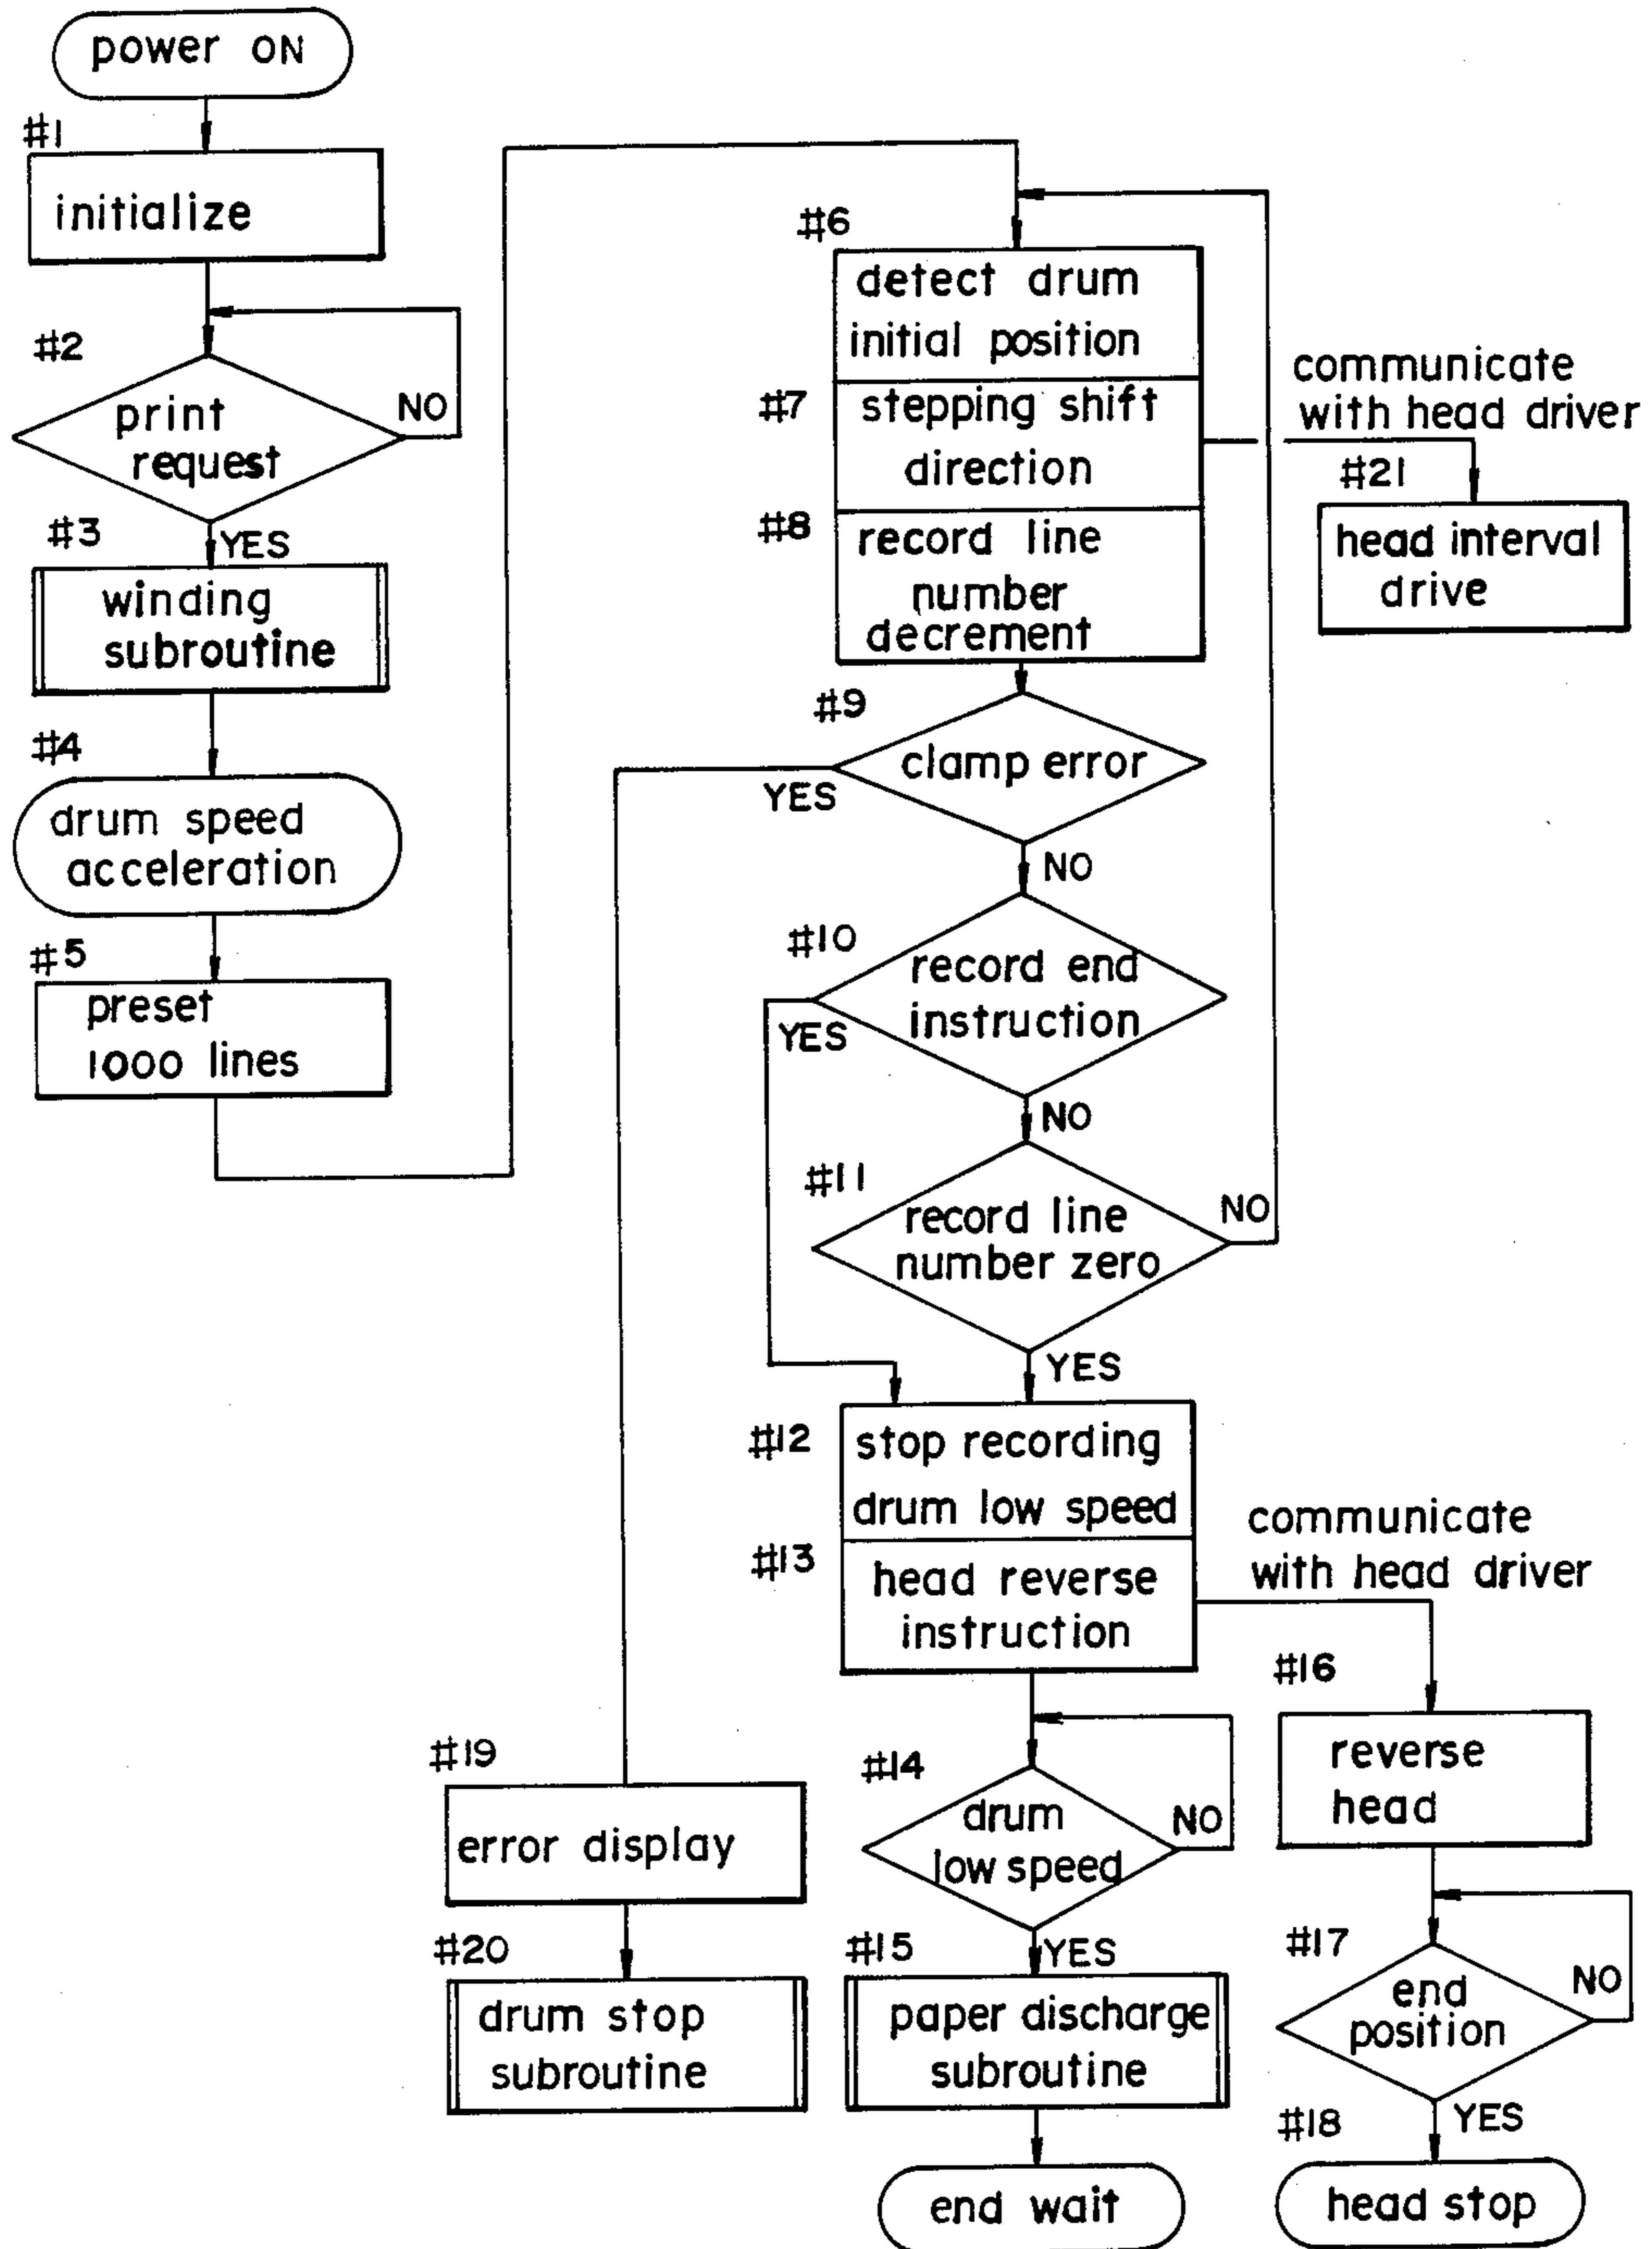 power ON
#1
initialize
#2
print
request
NO
YES
#3
winding
subroutine
#4
drum speed
acceleration
#5
preset
1000 lines
#6
detect drum
initial position
#7
stepping shift
direction
#8
record line
number
decrement
communicate
with head driver
#21
head interval
drive
#9
clamp error
YES
NO
#10
record end
instruction
YES
NO
#11
record line
number zero
NO
YES
#12
stop recording
drum low speed
#13
head reverse
instruction
communicate
with head driver
#14
drum
low speed
NO
YES
#15
paper discharge
subroutine
end wait
#16
reverse
head
#17
end
position
NO
YES
#18
head stop
#19
error display
#20
drum stop
subroutine